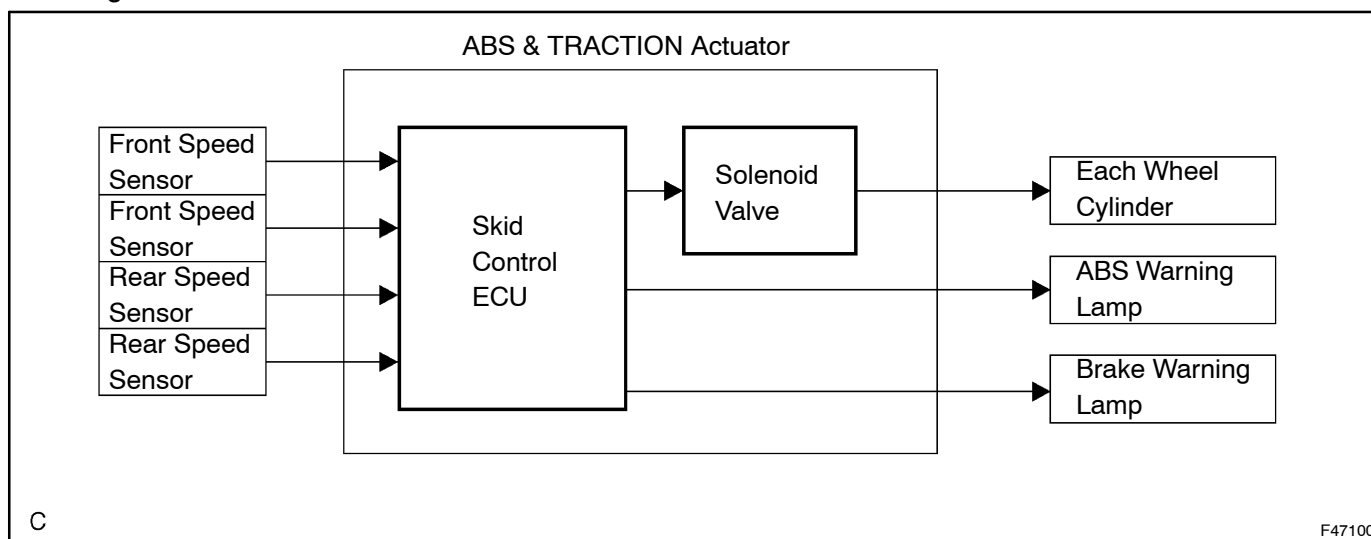 ABS & TRACTION Actuator
Front Speed
Sensor
Front Speed
Sensor
Rear Speed
Sensor
Rear Speed
Sensor
Skid
Control
ECU
Solenoid
Valve
Each Wheel
Cylinder
ABS Warning
Lamp
Brake Warning
Lamp
C
F47100